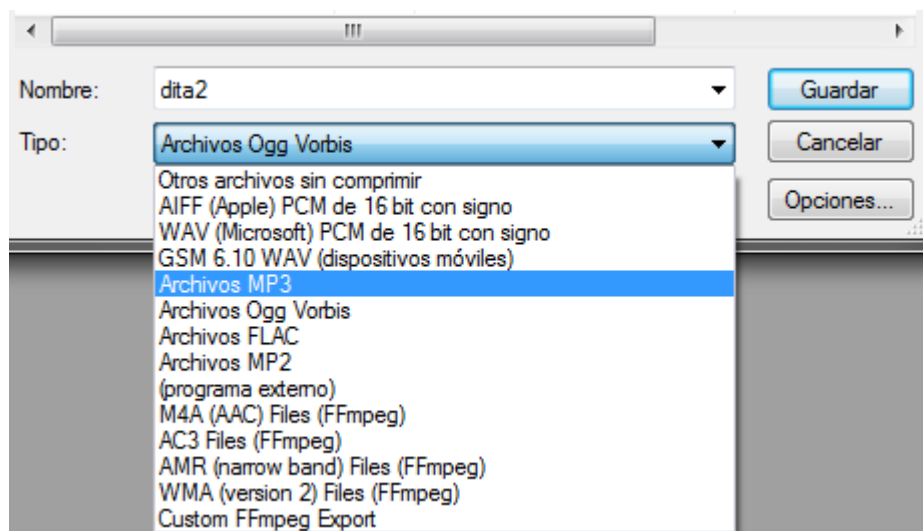 Nombre: dita2 Guardar
Tipo: Archivos Ogg Vorbis Cancelar
Otros archivos sin comprimir
AIFF (Apple) PCM de 16 bit con signo Opciones...
WAV (Microsoft) PCM de 16 bit con signo
GSM 6.10 WAV (dispositivos móviles)
Archivos MP3
Archivos Ogg Vorbis
Archivos FLAC
Archivos MP2
(programa externo)
M4A (AAC) Files (FFmpeg)
AC3 Files (FFmpeg)
AMR (narrow band) Files (FFmpeg)
WMA (version 2) Files (FFmpeg)
Custom FFmpeg Export